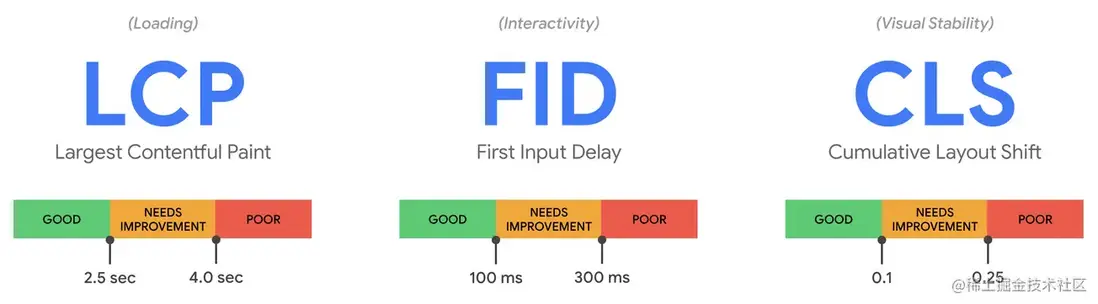 (Loading)
LCP
Largest Contentful Paint
GOOD
NEEDS
IMPROVEMENT
POOR
2.5 sec
4.0 sec
(Interactivity)
FID
First Input Delay
GOOD
NEEDS
IMPROVEMENT
POOR
100 ms
300 ms
(Visual Stability)
CLS
Cumulative Layout Shift
GOOD
NEEDS
IMPROVEMENT
POOR
0.1
0.25
@稀土掘金技术社区